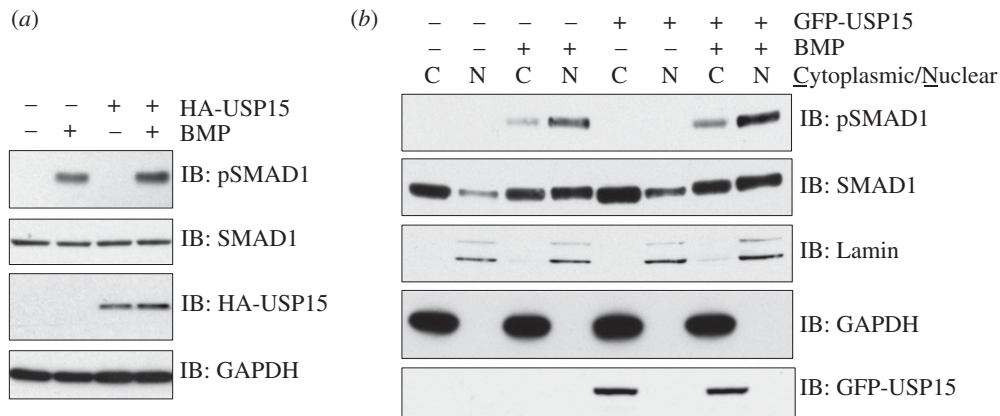 (a)
– – + + HA-USP15
– + – + BMP
IB: pSMAD1
IB: SMAD1
IB: HA-USP15
IB: GAPDH
(b)
– – – – + + + + GFP-USP15
– – + + – – + + BMP
C N C N C N C N Cytoplasmic/Nuclear
IB: pSMAD1
IB: SMAD1
IB: Lamin
IB: GAPDH
IB: GFP-USP15